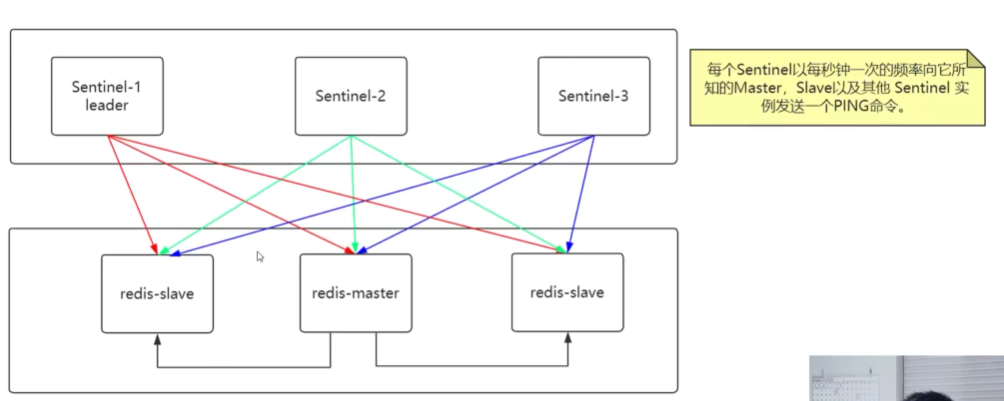 Sentinel-1
leader
Sentinel-2
Sentinel-3
每个Sentinel以每秒钟一次的频率向它所
知的Master，Slave以及其他 Sentinel 实
例发送一个PING命令。
redis-slave
redis-master
redis-slave